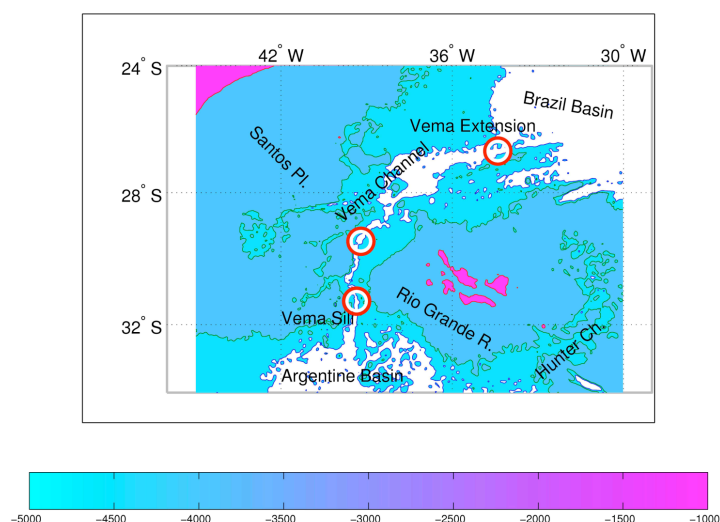 42° W 36° W 30° W
24° S
Brazil Basin
Vema Extension
Santos Pl.
Vema Channel
28° S
Rio Grande R.
Vema Sill
32° S
Hunter Ch.
Argentine Basin
−5000 −4500 −4000 −3500 −3000 −2500 −2000 −1500 −1000